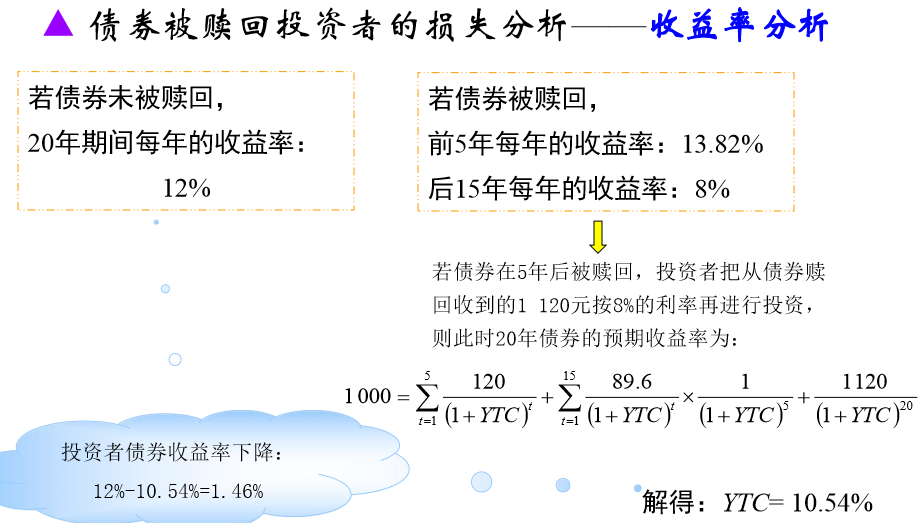 ▲ 债券被赎回投资者的损失分析——收益率分析
若债券未被赎回，
20年期间每年的收益率：
12%
若债券被赎回，
前5年每年的收益率：13.82%
后15年每年的收益率：8%
若债券在5年后被赎回，投资者把从债券赎
回收到的1 120元按8%的利率再进行投资，
则此时20年债券的预期收益率为：
1 000 = ∑_{t=1}^{5} 120/(1+YTC)^t + ∑_{t=1}^{15} 89.6/(1+YTC)^t × 1/(1+YTC)^5 + 1120/(1+YTC)^20
投资者债券收益率下降：
12%-10.54%=1.46%
解得：YTC= 10.54%